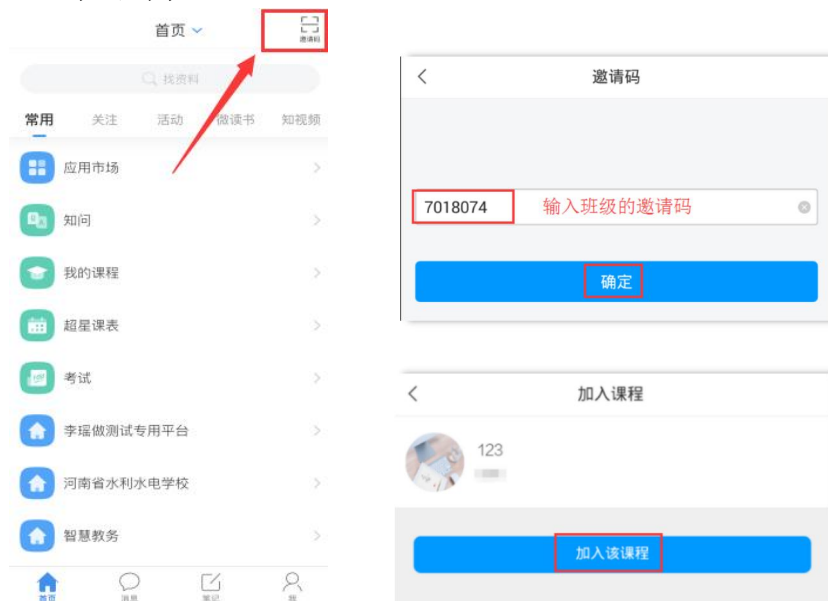 首页
邀请码
找资料
常用 关注 活动 微读书 知视频
应用市场
知问
我的课程
超星课表
考试
李瑶做测试专用平台
河南省水利水电学校
智慧教务
首页 消息 笔记 我
邀请码
7018074 输入班级的邀请码
确定
加入课程
123
加入该课程